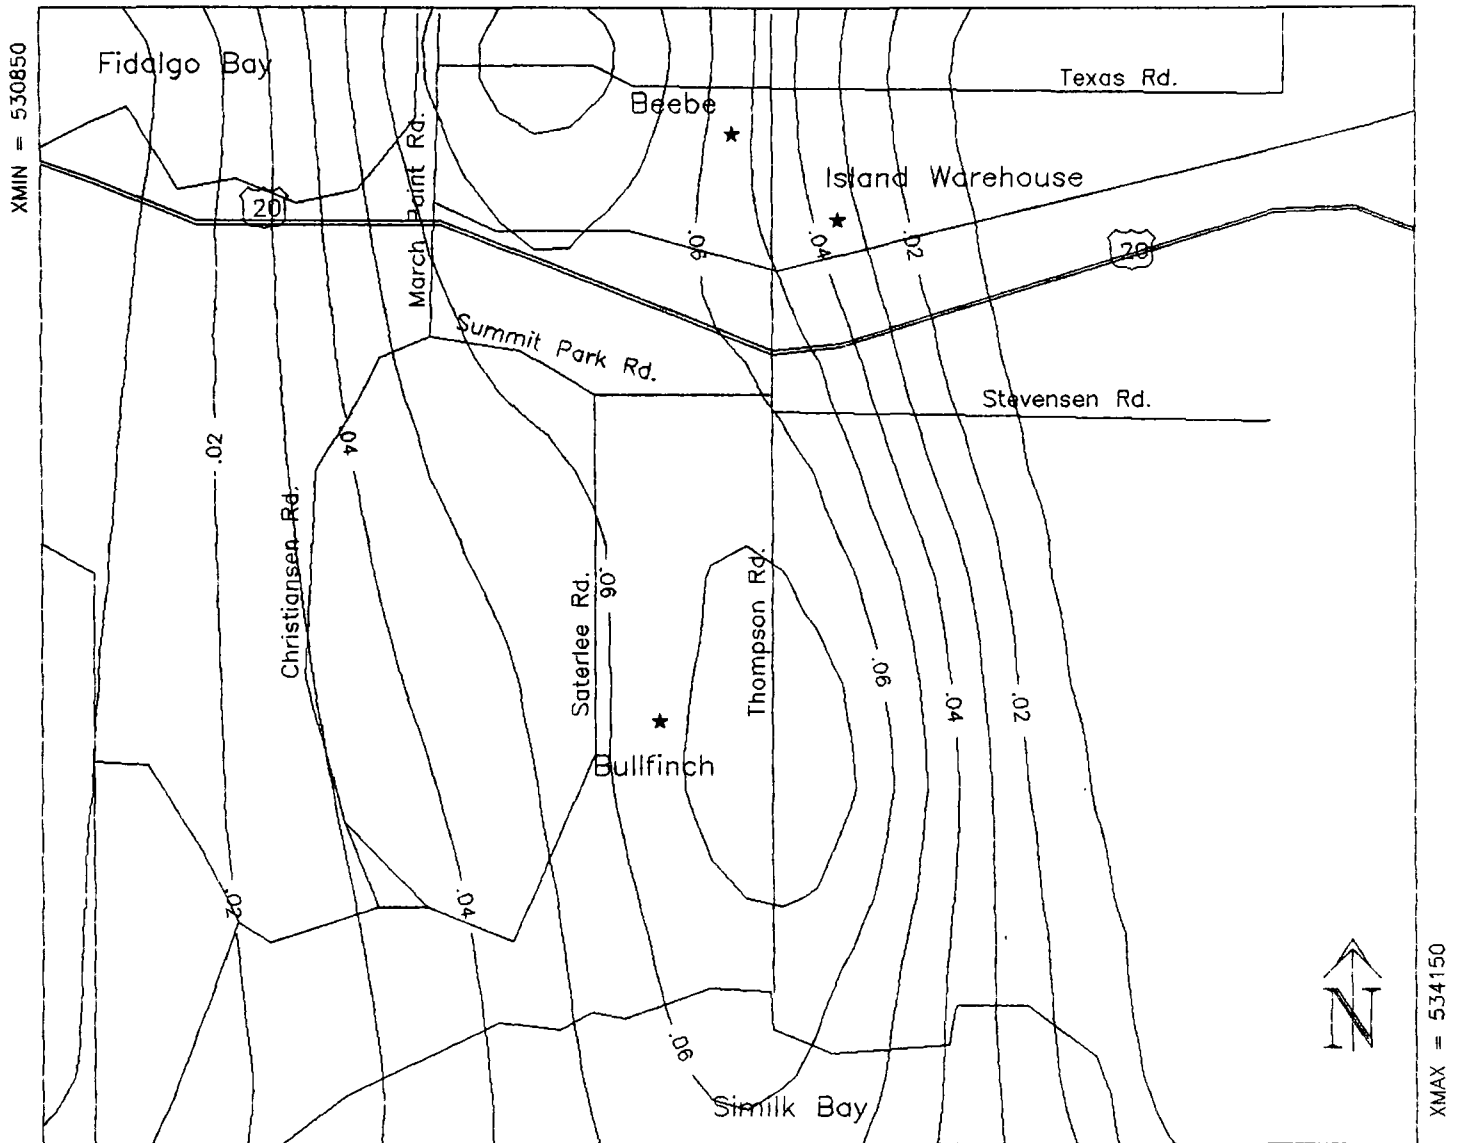 XMIN = 530850
Fidalgo Bay
Texas Rd.
Beebe
March Point Rd.
Island Warehouse
20
.06
.04
.02
20
Summit Park Rd.
Stevensen Rd.
.02
.04
Christiansen Rd.
Saterlee Rd.
.06
Thompson Rd.
.06
.04
.02
Bullfinch
.02
.04
.06
N
Similk Bay
XMAX = 534150